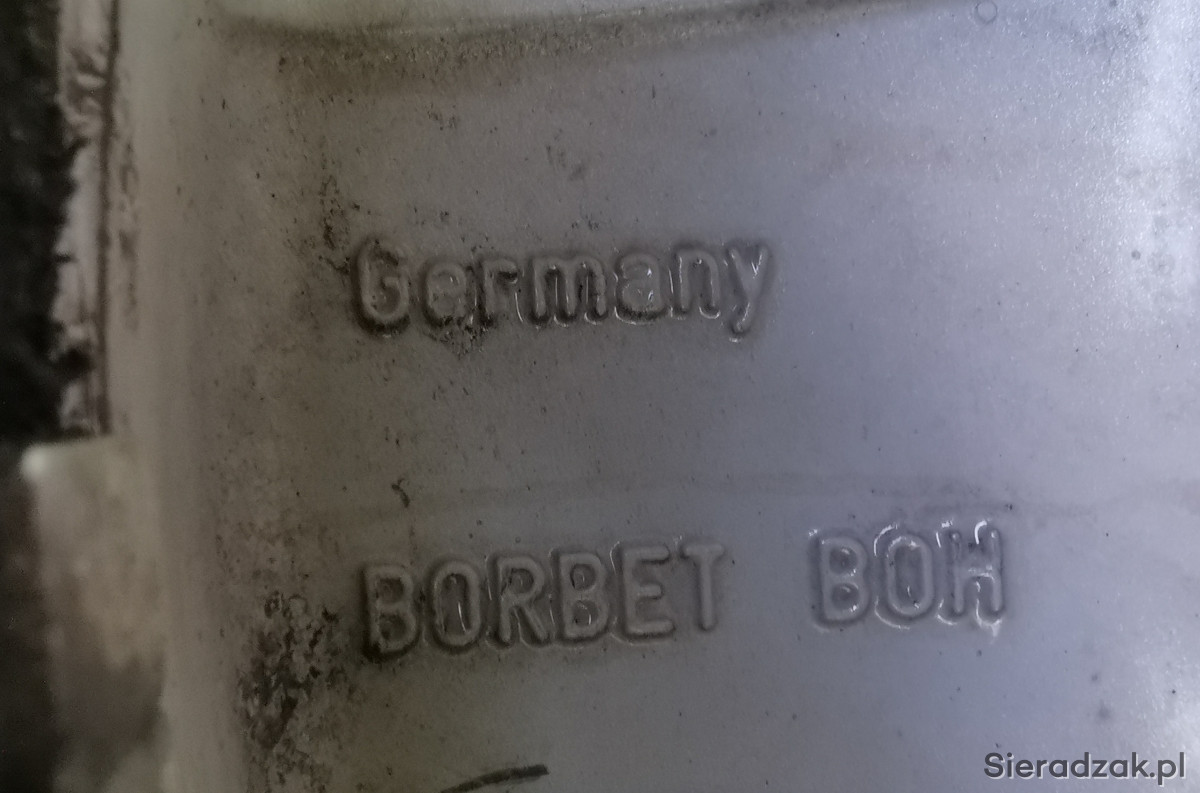 Germany
BORBET BOH
Sieradzak.pl